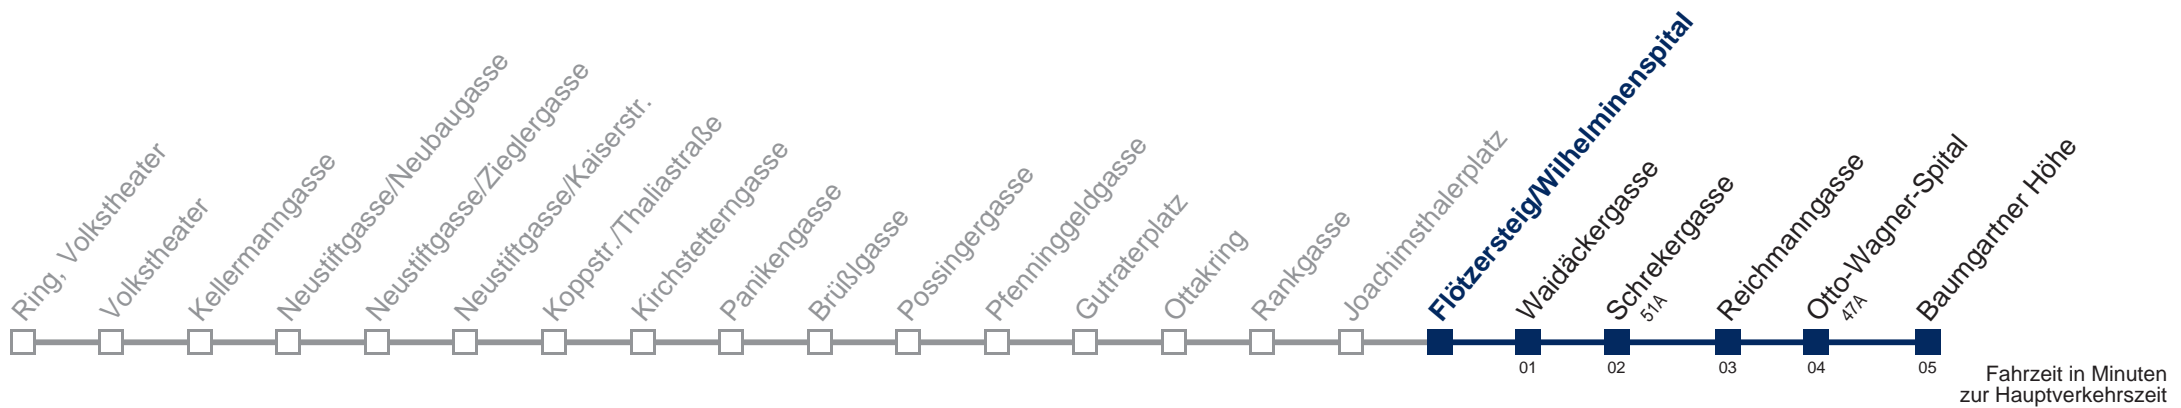 Ring, Volkstheater
Volkstheater
Kellermanngasse
Neustiftgasse/Neubaugasse
Neustiftgasse/Zieglergasse
Neustiftgasse/Kaiserstr.
Koppstr./Thaliastraße
Kirchstetterngasse
Panikengasse
Brüßlgasse
Possingergasse
Pfenninggeldgasse
Gutraterplatz
Ottakring
Rankgasse
Joachimsthalerplatz
Flötzersteig/Wilhelminenspital
Waidäckergasse
Schrekergasse
51A
Reichmanngasse
Otto-Wagner-Spital
47A
Baumgartner Höhe
01
02
03
04
05
Fahrzeit in Minuten
zur Hauptverkehrszeit